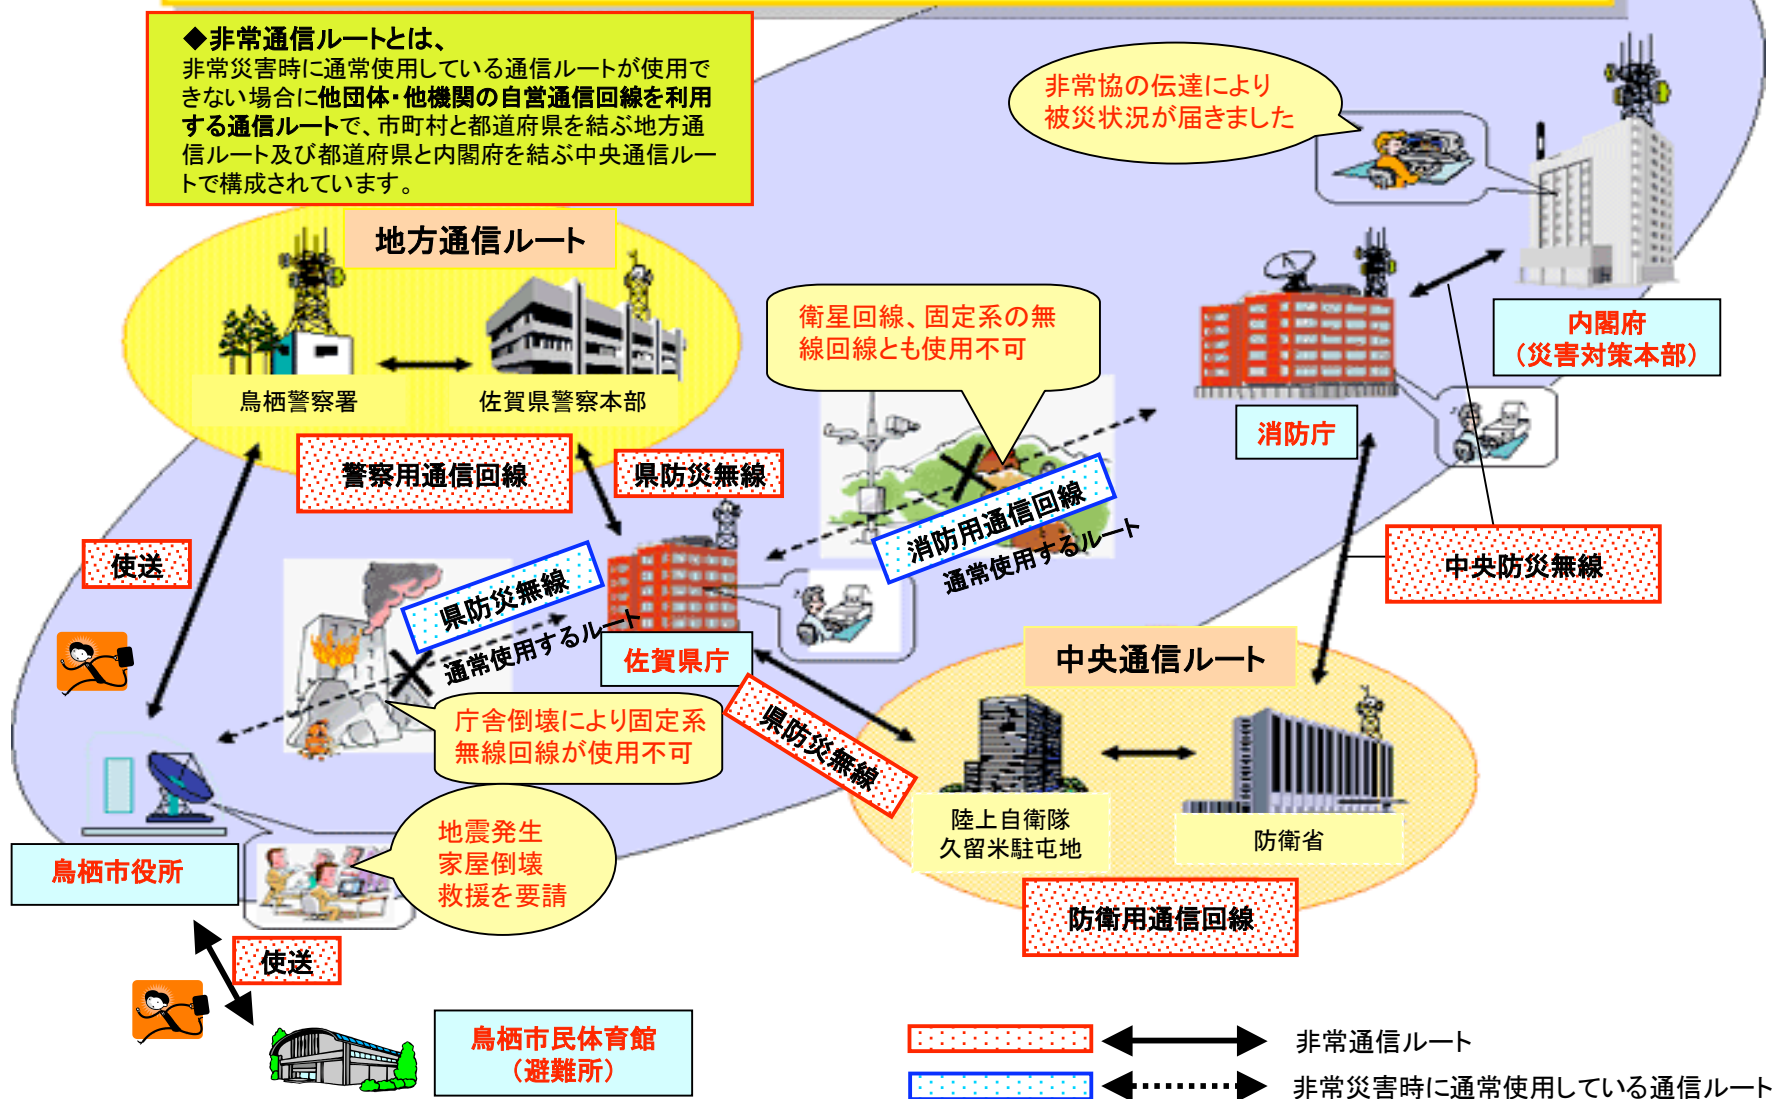 ◆非常通信ルートとは、
非常災害時に通常使用している通信ルートが使用で
きない場合に他団体・他機関の自営通信回線を利用
する通信ルートで、市町村と都道府県を結ぶ地方通
信ルート及び都道府県と内閣府を結ぶ中央通信ルー
トで構成されています。
非常協の伝達により
被災状況が届きました
地方通信ルート
鳥栖警察署
佐賀県警察本部
衛星回線、固定系の無
線回線とも使用不可
内閣府
（災害対策本部）
消防庁
警察用通信回線
県防災無線
消防用通信回線
通常使用するルート
中央防災無線
使送
県防災無線
通常使用するルート
佐賀県庁
中央通信ルート
庁舎倒壊により固定系
無線回線が使用不可
県防災無線
陸上自衛隊
久留米駐屯地
防衛省
地震発生
家屋倒壊
救援を要請
鳥栖市役所
防衛用通信回線
使送
鳥栖市民体育館
（避難所）
非常通信ルート
非常災害時に通常使用している通信ルート